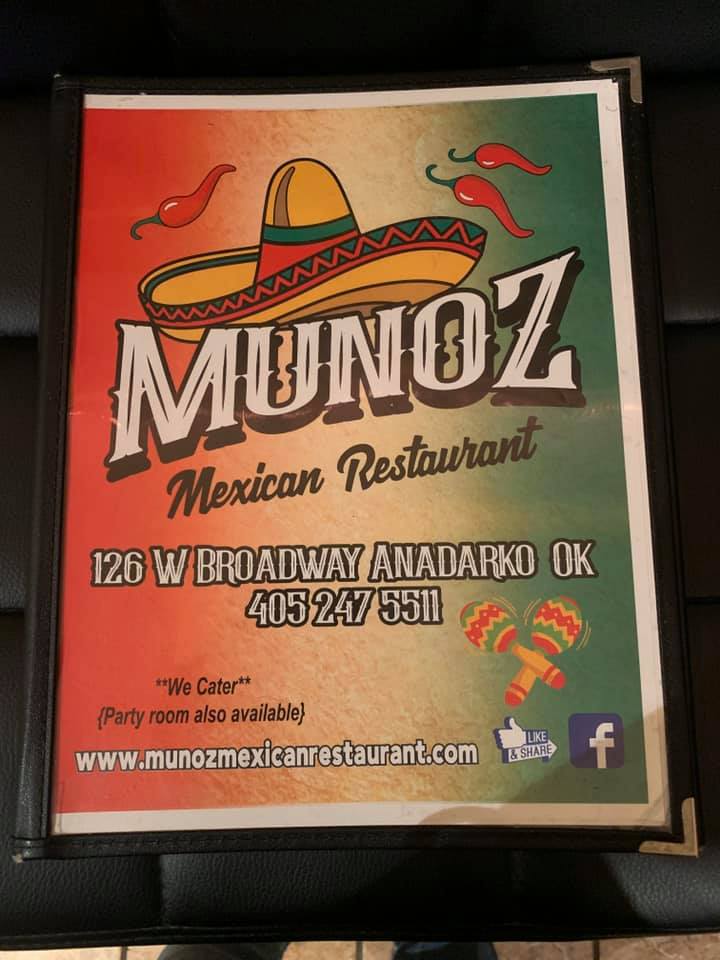 MUNOZ
Mexican Restaurant
126 W BROADWAY ANADARKO OK
405 247 5511
**We Cater**
{Party room also available}
www.munozmexicanrestaurant.com
LIKE
& SHARE
f